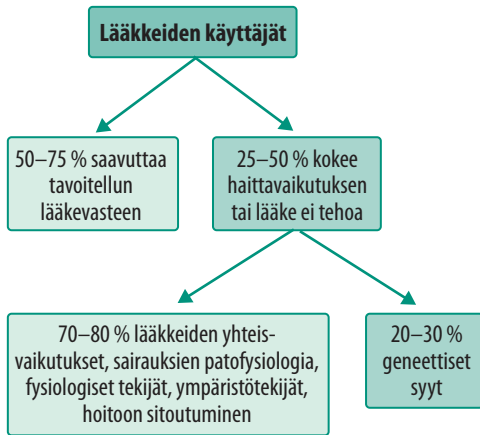 Lääkkeiden käyttäjät
50–75 % saavuttaa
tavoitellun
lääkevasteen
25–50 % kokee
haittavaikutuksen
tai lääke ei tehoa
70–80 % lääkkeiden yhteis-
vaikutukset, sairauksien patofysiologia,
fysiologiset tekijät, ympäristötekijät,
hoitoon sitoutuminen
20–30 %
geneettiset
syyt